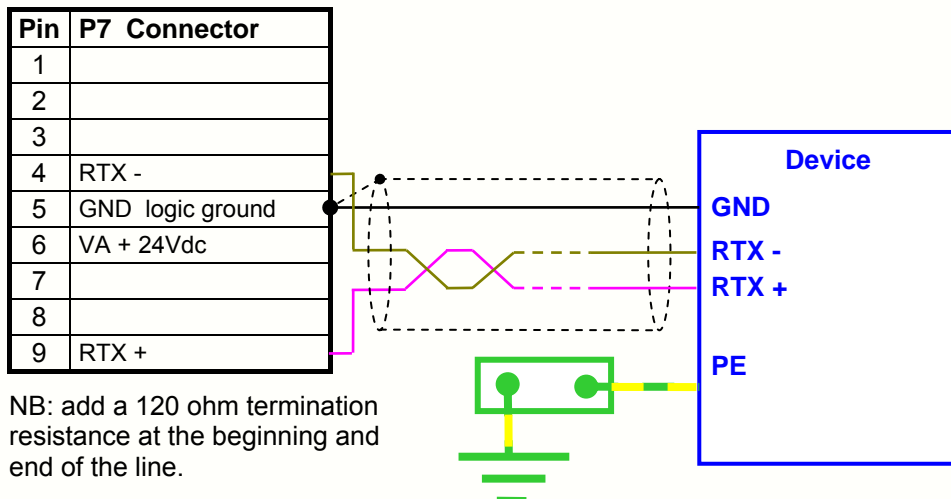 Pin P7 Connector
1
2
3
4 RTX -
5 GND logic ground
6 VA + 24Vdc
7
8
9 RTX +
NB: add a 120 ohm termination
resistance at the beginning and
end of the line.
Device
GND
RTX -
RTX +
PE